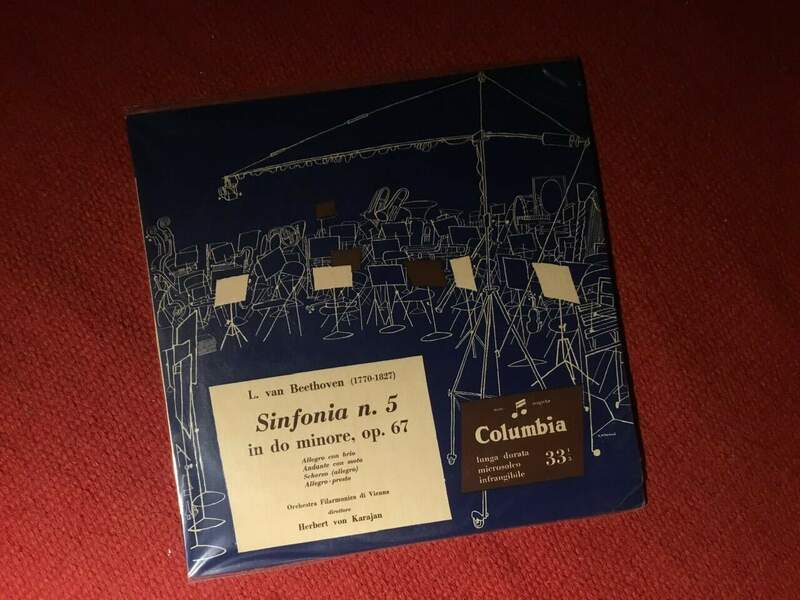 L. van Beethoven (1770-1827)
Sinfonia n. 5
in do minore, op. 67
Allegro con brio
Andante con moto
Scherzo (allegro)
Allegro - presto
Orchestra Filarmonica di Vienna
direttore
Herbert von Karajan
Columbia
lunga durata
microsolco
infrangibile
33⅓